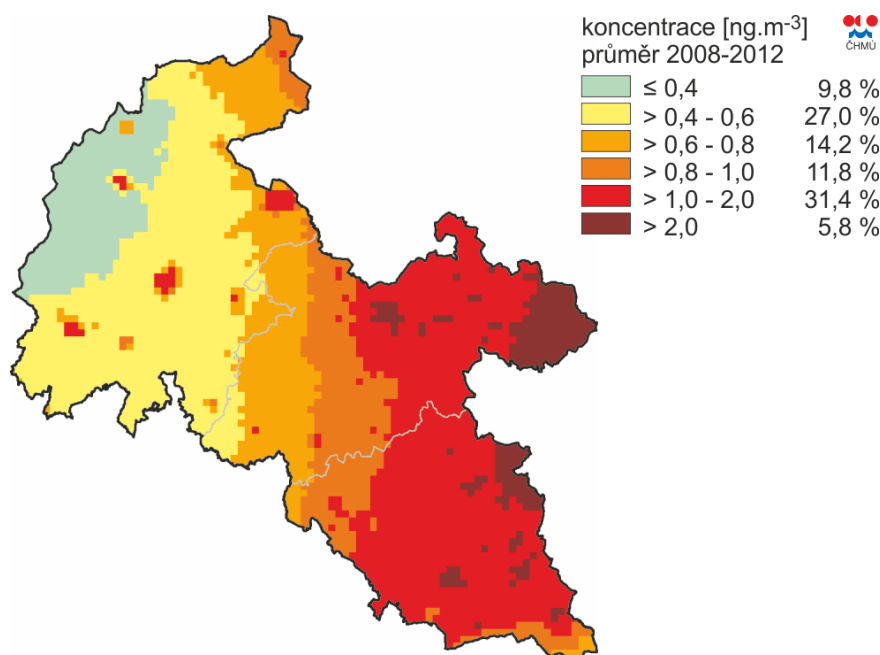 koncentrace [ng.m-3]
průměr 2008-2012
ČHMÚ
≤ 0,4 9,8 %
> 0,4 - 0,6 27,0 %
> 0,6 - 0,8 14,2 %
> 0,8 - 1,0 11,8 %
> 1,0 - 2,0 31,4 %
> 2,0 5,8 %